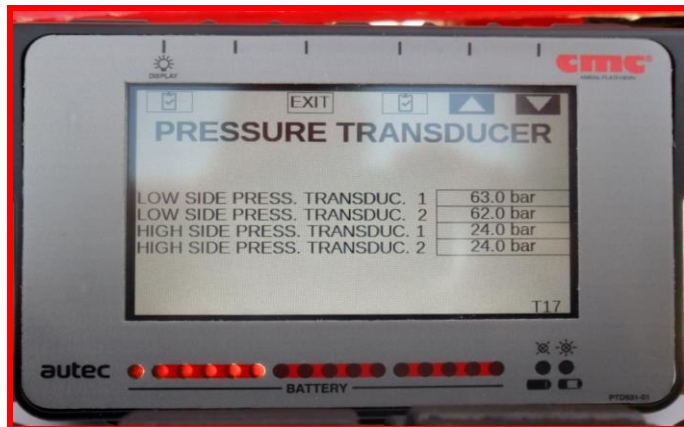 cmc
AERIAL PLATFORMS
DISPLAY
EXIT
PRESSURE TRANSDUCER
LOW SIDE PRESS. TRANSDUC. 1 63.0 bar
LOW SIDE PRESS. TRANSDUC. 2 62.0 bar
HIGH SIDE PRESS. TRANSDUC. 1 24.0 bar
HIGH SIDE PRESS. TRANSDUC. 2 24.0 bar
T17
autec
BATTERY